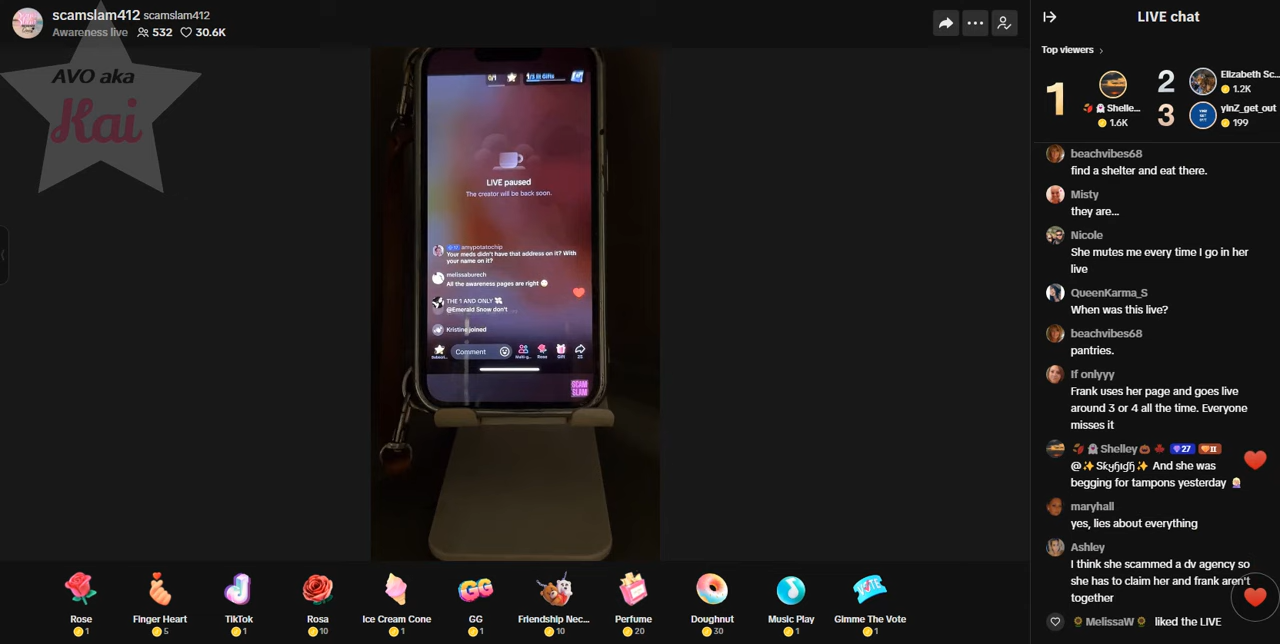 scamslam412 scamslam412
Awareness live 532 30.6K
AVO aka
Kai
0/1
LIVE paused
The creator will be back soon.
amypotatochip
Your meds didn't have that address on it? With
your name on it?
melissaburech
All the awareness pages are right
THE 1 AND ONLY
@Emerald Snow don't
Kristine joined
Comment
Rose
Gift
SCAM
SLAM
Rose
1
Finger Heart
5
TikTok
1
Rosa
10
Ice Cream Cone
1
GG
GG
1
Friendship Nec...
10
Perfume
20
Doughnut
30
Music Play
1
VOTE
Gimme The Vote
1
LIVE chat
Top viewers
1
Shelle...
1.6K
2
Elizabeth Sc...
1.2K
3
yinZ_get_out
199
beachvibes68
find a shelter and eat there.
Misty
they are...
Nicole
She mutes me every time I go in her
live
QueenKarma_S
When was this live?
beachvibes68
pantries.
If onlyyy
Frank uses her page and goes live
around 3 or 4 all the time. Everyone
misses it
Shelley 27 II
And she was
begging for tampons yesterday
maryhall
yes, lies about everything
Ashley
I think she scammed a dv agency so
she has to claim her and frank aren't
together
MelissaW liked the LIVE